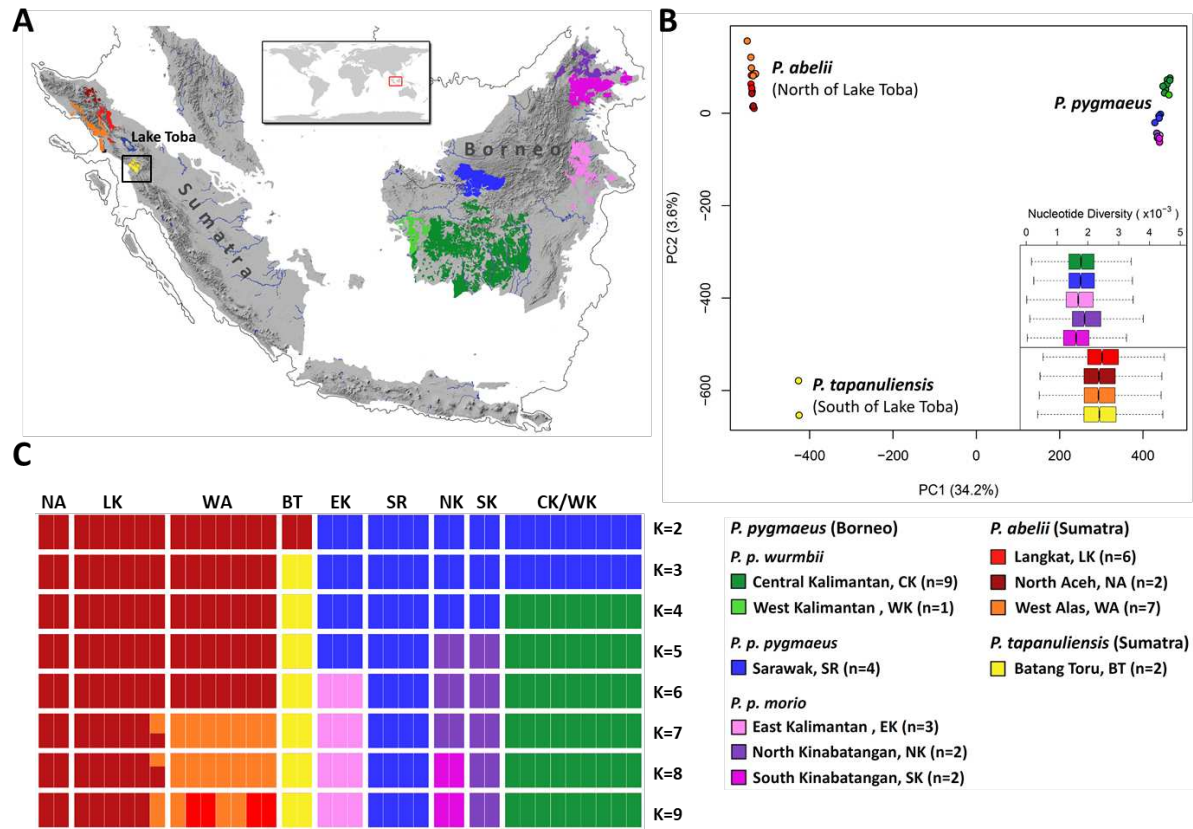 A
Lake Toba
Sumatra
Borneo
B
P. abelii
(North of Lake Toba)
P. pygmaeus
P. tapanuliensis
(South of Lake Toba)
Nucleotide Diversity ( x10⁻³ )
0 1 2 3 4 5
PC2 (3.6%)
0
−200
−400
−600
−400 −200 0 200 400
PC1 (34.2%)
C
NA LK WA BT EK SR NK SK CK/WK
K=2
K=3
K=4
K=5
K=6
K=7
K=8
K=9
P. pygmaeus (Borneo)
P. p. wurmbii
Central Kalimantan, CK (n=9)
West Kalimantan , WK (n=1)
P. p. pygmaeus
Sarawak, SR (n=4)
P. p. morio
East Kalimantan , EK (n=3)
North Kinabatangan, NK (n=2)
South Kinabatangan, SK (n=2)
P. abelii (Sumatra)
Langkat, LK (n=6)
North Aceh, NA (n=2)
West Alas, WA (n=7)
P. tapanuliensis (Sumatra)
Batang Toru, BT (n=2)